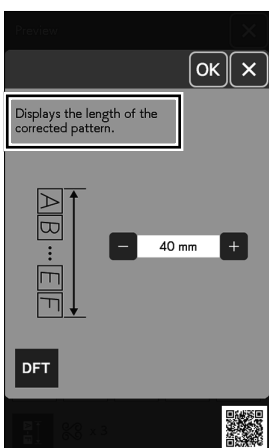 Preview
OK
Displays the length of the
corrected pattern.
A
B
E
F
40 mm
DFT